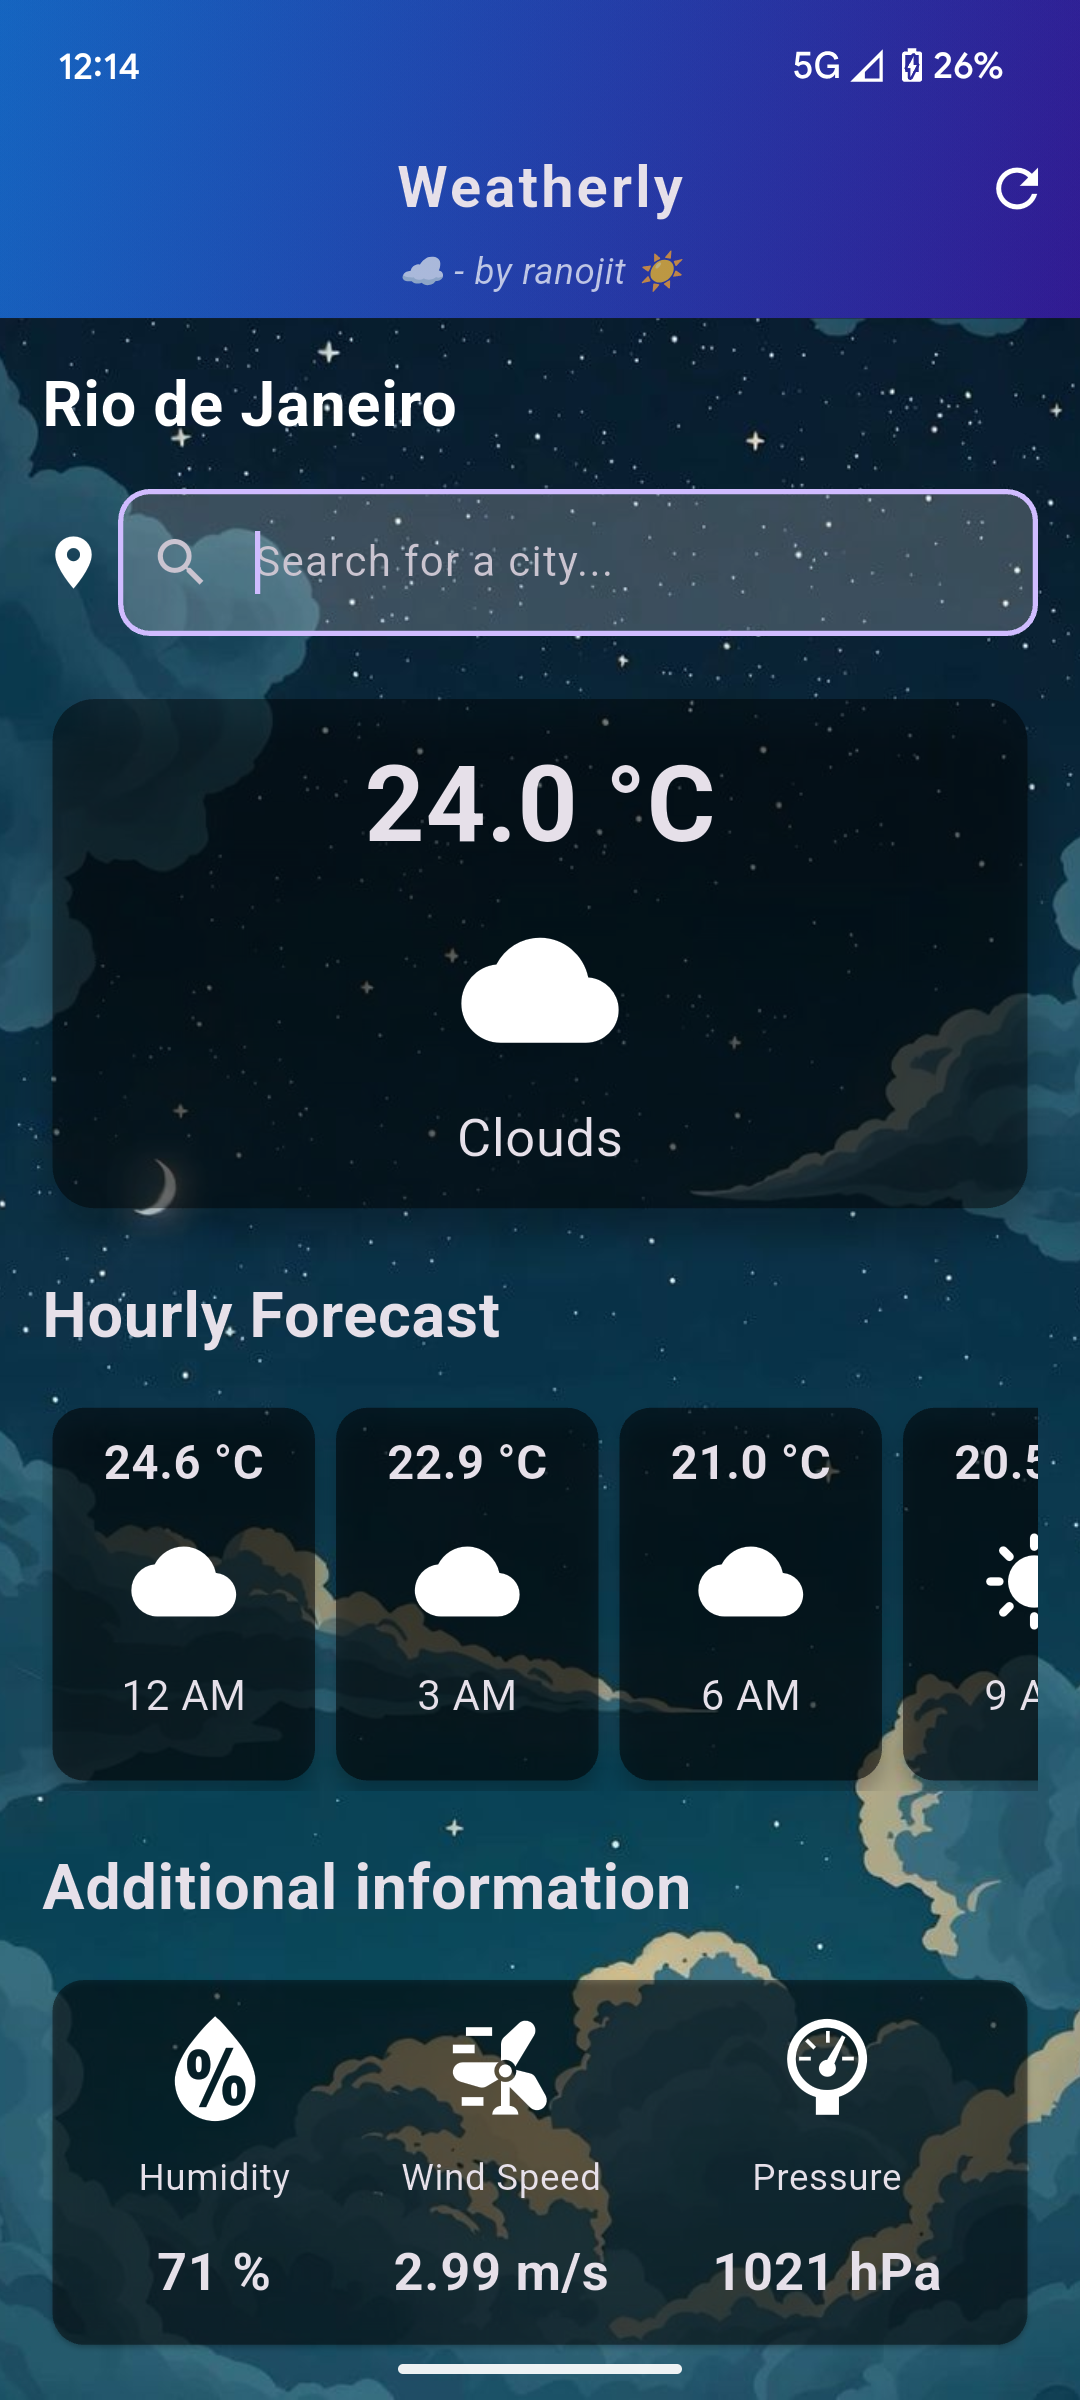 12:14 5G 26%
Weatherly
☁️ - by ranojit ☀️
Rio de Janeiro
Search for a city...
24.0 °C
Clouds
Hourly Forecast
24.6 °C 22.9 °C 21.0 °C 20.5
12 AM 3 AM 6 AM 9 A
Additional information
%
Humidity Wind Speed Pressure
71 % 2.99 m/s 1021 hPa